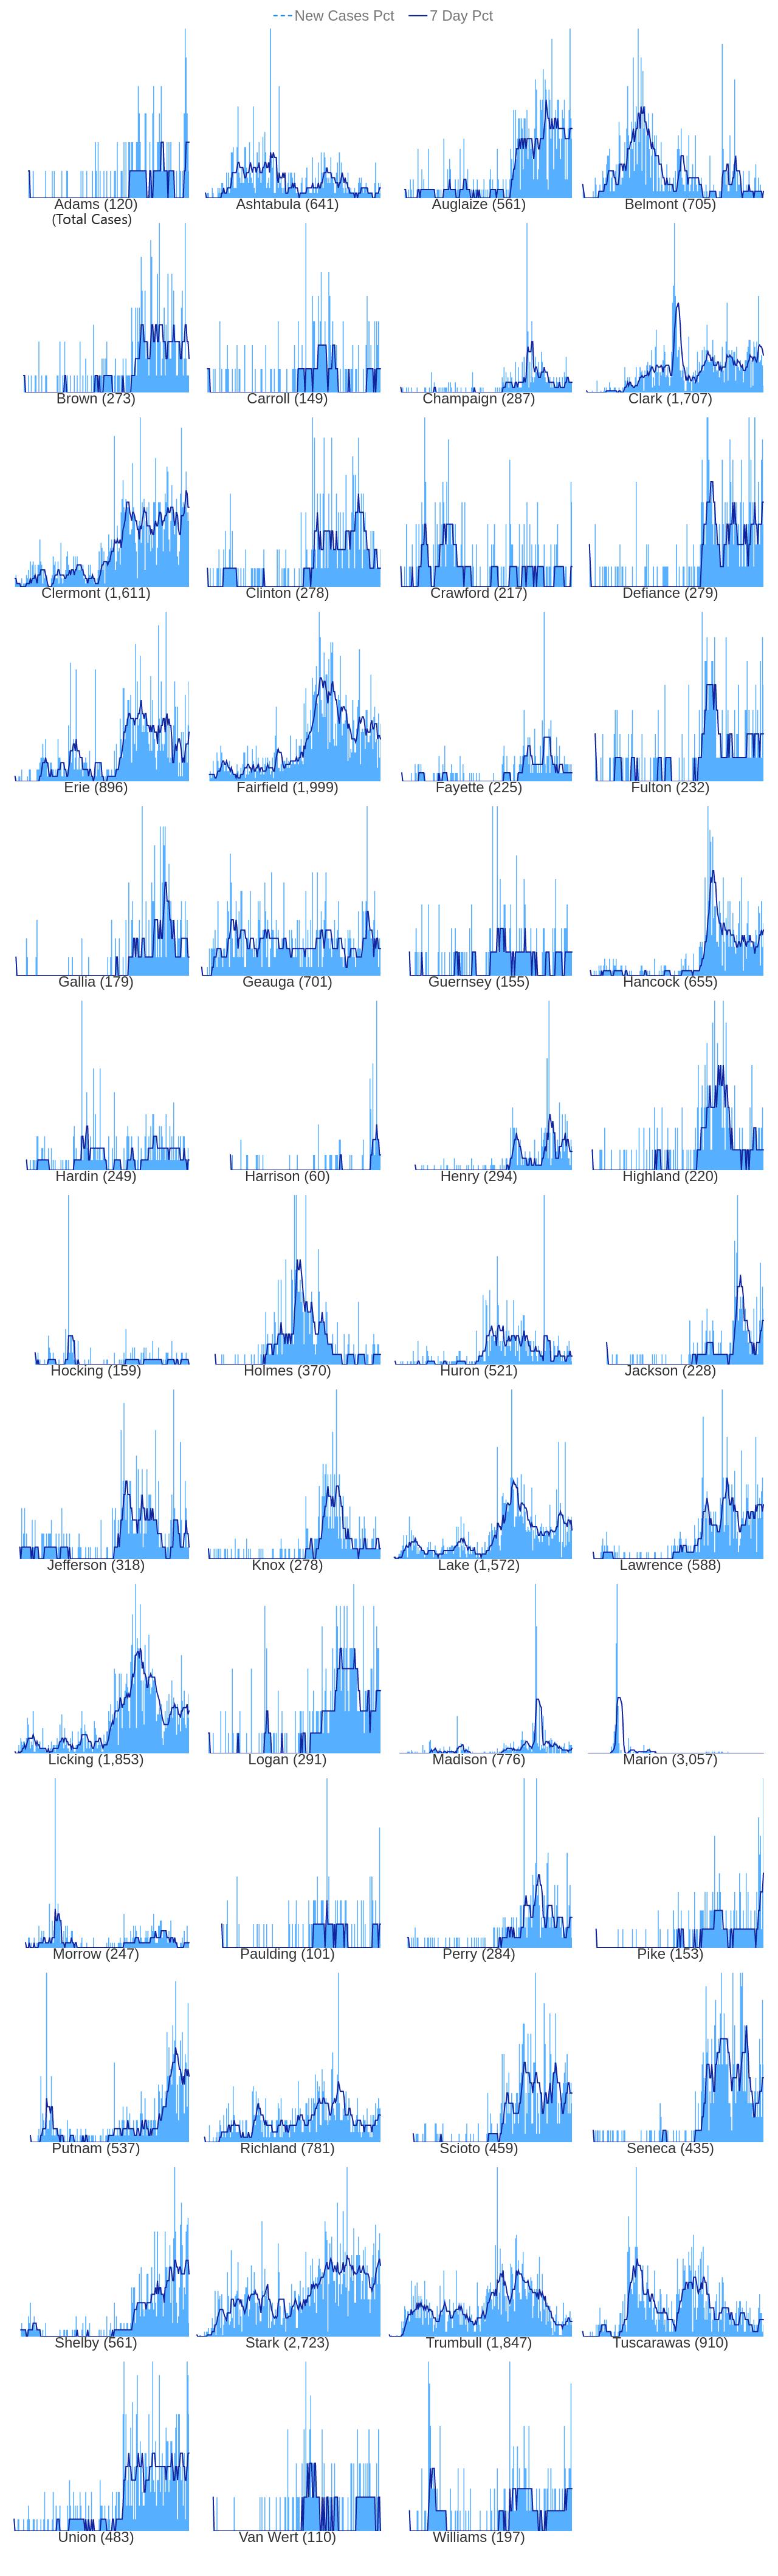 New Cases Pct 7 Day Pct
Adams (120) Ashtabula (641) Auglaize (561) Belmont (705)
(Total Cases)
Brown (273) Carroll (149) Champaign (287) Clark (1,707)
Clermont (1,611) Clinton (278) Crawford (217) Defiance (279)
Erie (896) Fairfield (1,999) Fayette (225) Fulton (232)
Gallia (179) Geauga (701) Guernsey (155) Hancock (655)
Hardin (249) Harrison (60) Henry (294) Highland (220)
Hocking (159) Holmes (370) Huron (521) Jackson (228)
Jefferson (318) Knox (278) Lake (1,572) Lawrence (588)
Licking (1,853) Logan (291) Madison (776) Marion (3,057)
Morrow (247) Paulding (101) Perry (284) Pike (153)
Putnam (537) Richland (781) Scioto (459) Seneca (435)
Shelby (561) Stark (2,723) Trumbull (1,847) Tuscarawas (910)
Union (483) Van Wert (110) Williams (197)